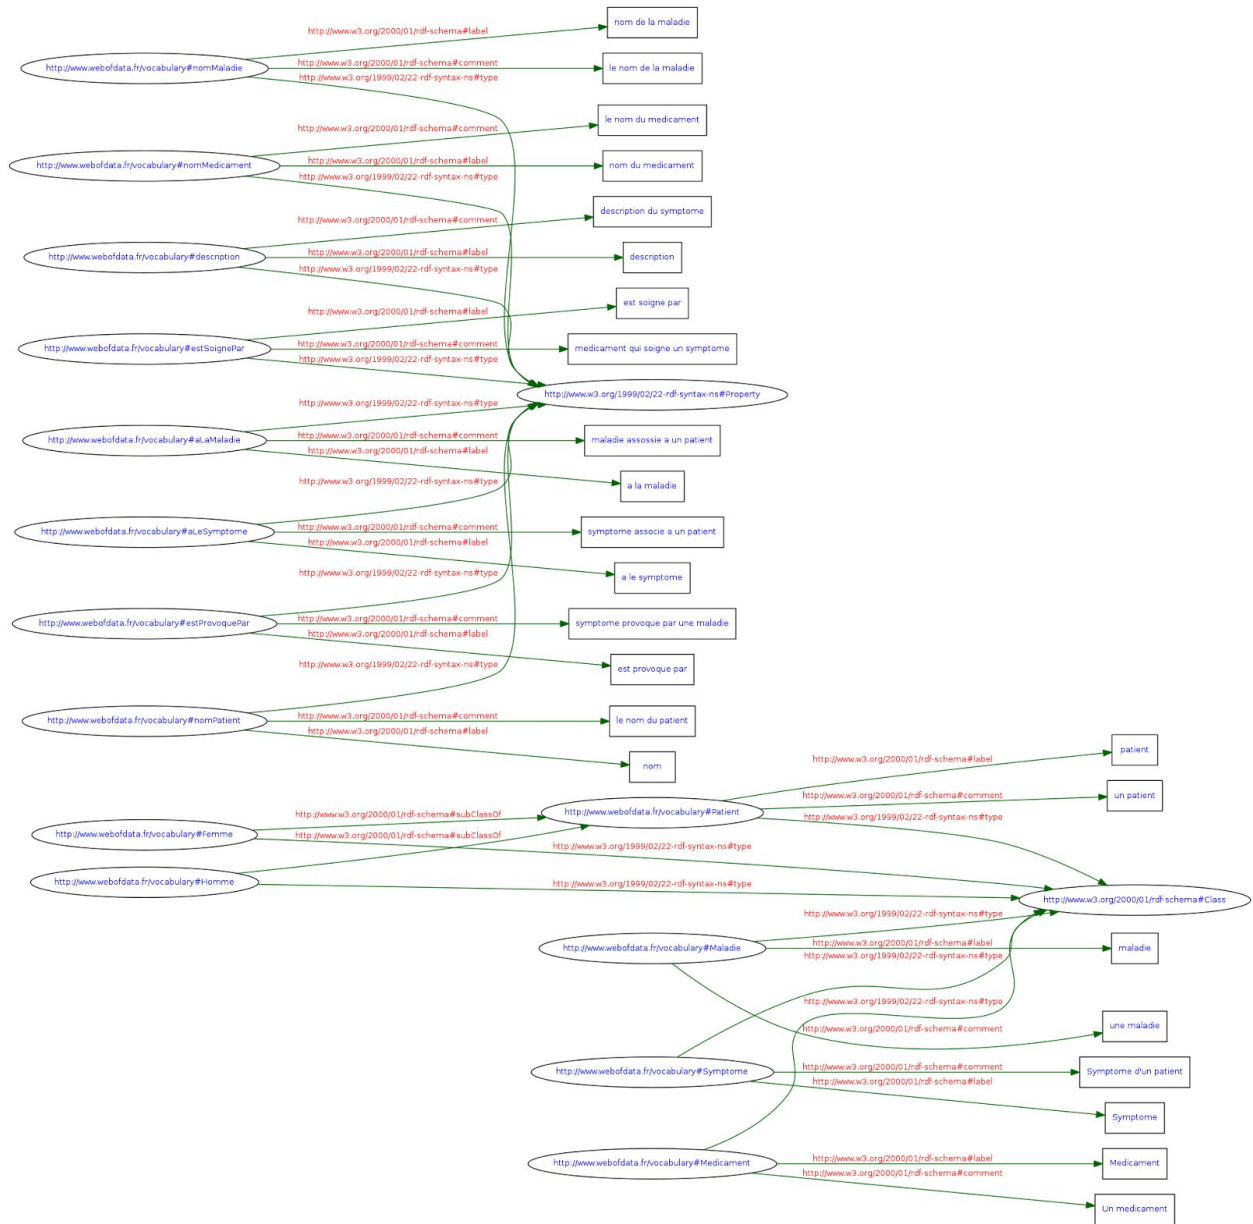 nom de la maladie
http://www.w3.org/2000/01/rdf-schema#label
http://www.webofdata.fr/vocabulary#nomMaladie
http://www.w3.org/2000/01/rdf-schema#comment
le nom de la maladie
http://www.w3.org/1999/02/22-rdf-syntax-ns#type
le nom du medicament
http://www.w3.org/2000/01/rdf-schema#comment
http://www.webofdata.fr/vocabulary#nomMedicament
http://www.w3.org/2000/01/rdf-schema#label
nom du medicament
http://www.w3.org/1999/02/22-rdf-syntax-ns#type
description du symptome
http://www.w3.org/2000/01/rdf-schema#comment
http://www.webofdata.fr/vocabulary#description
http://www.w3.org/2000/01/rdf-schema#label
description
http://www.w3.org/1999/02/22-rdf-syntax-ns#type
est soigne par
http://www.w3.org/2000/01/rdf-schema#label
http://www.webofdata.fr/vocabulary#estSoignePar
http://www.w3.org/2000/01/rdf-schema#comment
medicament qui soigne un symptome
http://www.w3.org/1999/02/22-rdf-syntax-ns#type
http://www.w3.org/1999/02/22-rdf-syntax-ns#Property
http://www.w3.org/1999/02/22-rdf-syntax-ns#type
http://www.webofdata.fr/vocabulary#aLaMaladie
http://www.w3.org/2000/01/rdf-schema#comment
maladie assossie a un patient
http://www.w3.org/2000/01/rdf-schema#label
a la maladie
http://www.w3.org/1999/02/22-rdf-syntax-ns#type
http://www.webofdata.fr/vocabulary#aLeSymptome
http://www.w3.org/2000/01/rdf-schema#comment
symptome associe a un patient
http://www.w3.org/2000/01/rdf-schema#label
a le symptome
http://www.w3.org/1999/02/22-rdf-syntax-ns#type
http://www.webofdata.fr/vocabulary#estProvoquePar
http://www.w3.org/2000/01/rdf-schema#comment
symptome provoque par une maladie
http://www.w3.org/2000/01/rdf-schema#label
est provoque par
http://www.w3.org/1999/02/22-rdf-syntax-ns#type
http://www.webofdata.fr/vocabulary#nomPatient
http://www.w3.org/2000/01/rdf-schema#comment
le nom du patient
http://www.w3.org/2000/01/rdf-schema#label
nom
patient
http://www.w3.org/2000/01/rdf-schema#label
http://www.w3.org/2000/01/rdf-schema#comment
un patient
http://www.webofdata.fr/vocabulary#Patient
http://www.w3.org/2000/01/rdf-schema#subClassOf
http://www.w3.org/1999/02/22-rdf-syntax-ns#type
http://www.webofdata.fr/vocabulary#Femme
http://www.w3.org/2000/01/rdf-schema#subClassOf
http://www.w3.org/1999/02/22-rdf-syntax-ns#type
http://www.webofdata.fr/vocabulary#Homme
http://www.w3.org/1999/02/22-rdf-syntax-ns#type
http://www.w3.org/2000/01/rdf-schema#Class
http://www.w3.org/1999/02/22-rdf-syntax-ns#type
http://www.webofdata.fr/vocabulary#Maladie
http://www.w3.org/2000/01/rdf-schema#label
maladie
http://www.w3.org/1999/02/22-rdf-syntax-ns#type
http://www.w3.org/1999/02/22-rdf-syntax-ns#type
http://www.w3.org/2000/01/rdf-schema#comment
une maladie
http://www.webofdata.fr/vocabulary#Symptome
http://www.w3.org/2000/01/rdf-schema#comment
Symptome d'un patient
http://www.w3.org/2000/01/rdf-schema#label
Symptome
http://www.webofdata.fr/vocabulary#Medicament
http://www.w3.org/2000/01/rdf-schema#label
Medicament
http://www.w3.org/2000/01/rdf-schema#comment
Un medicament